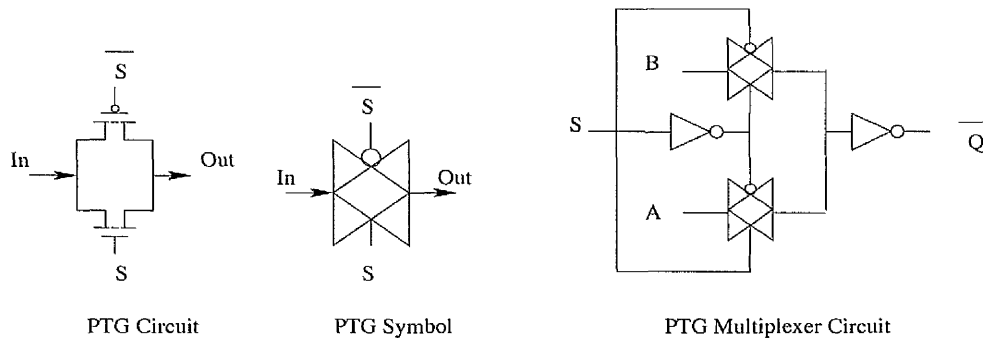 S̅
In
Out
S
PTG Circuit
S̅
In
Out
S
PTG Symbol
B
S
Q̅
A
PTG Multiplexer Circuit